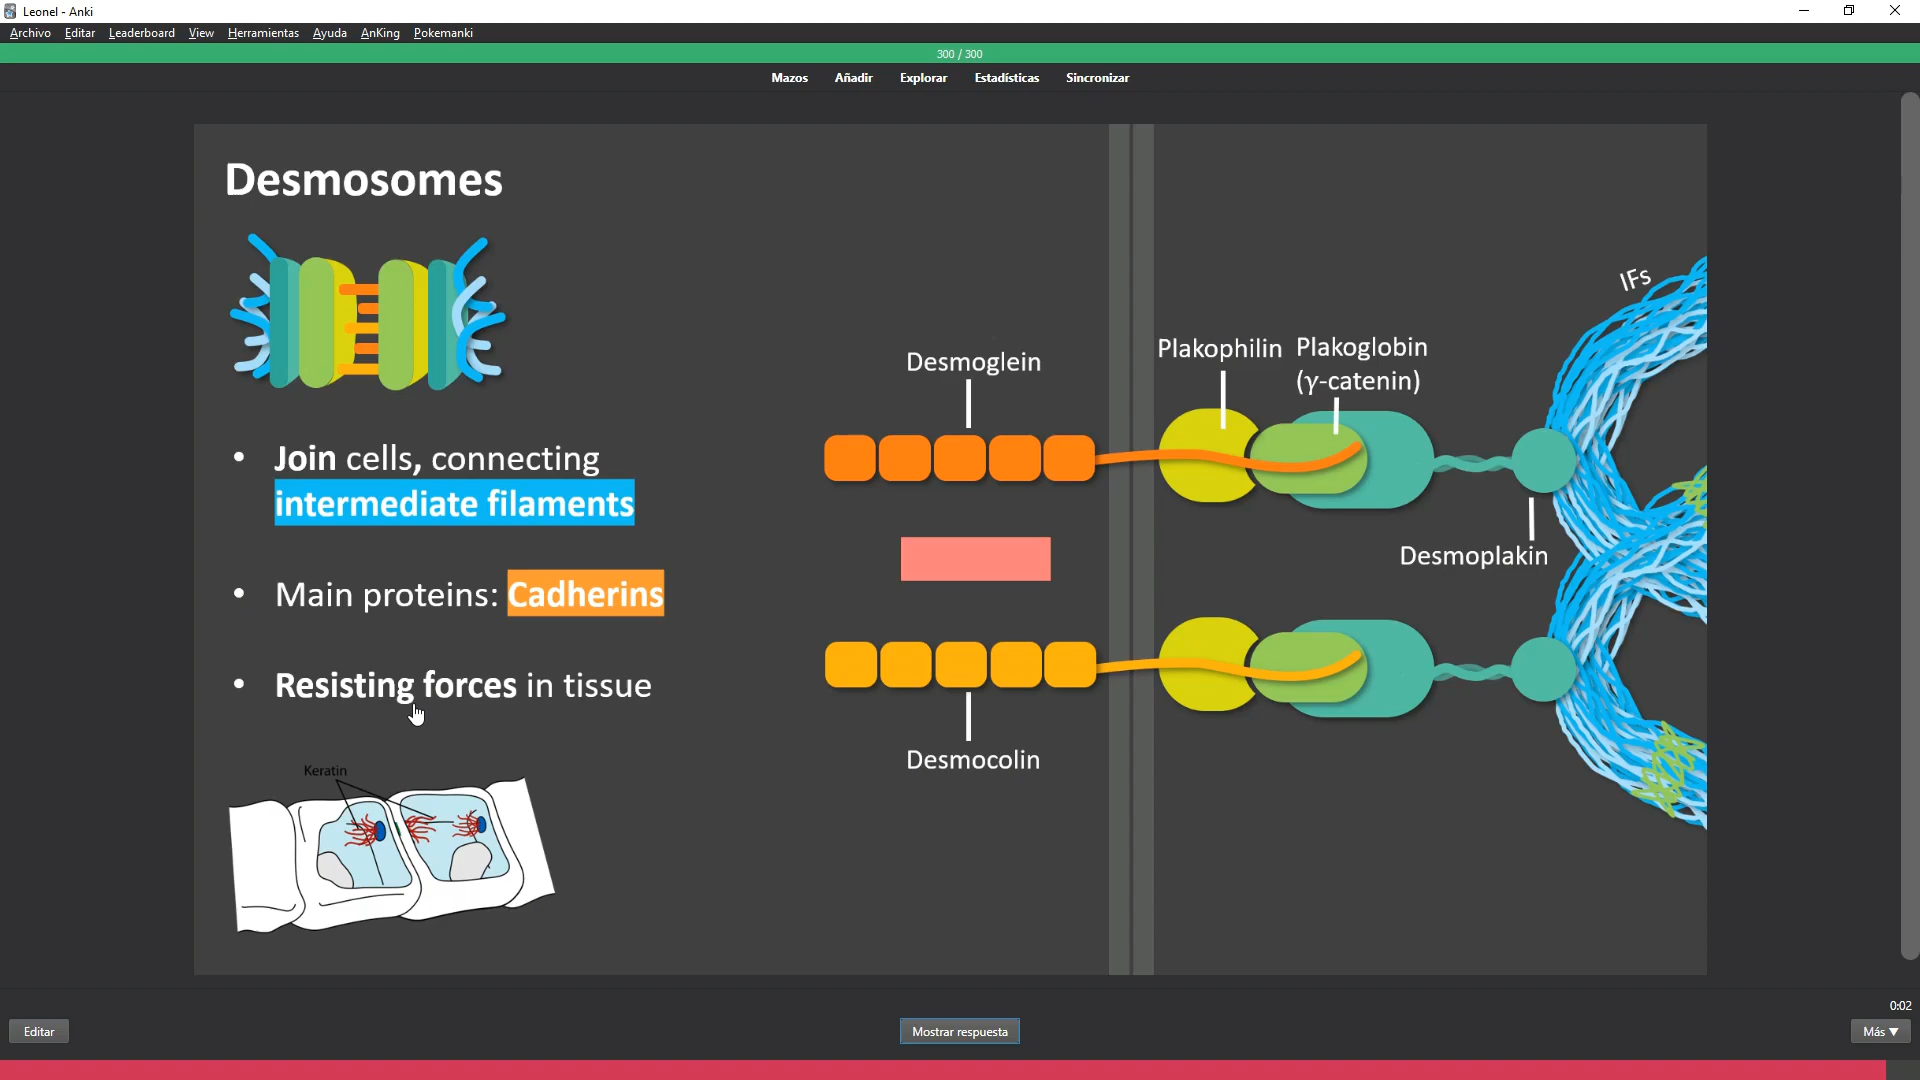 Leonel - Anki
Archivo Editar Leaderboard View Herramientas Ayuda AnKing Pokemanki
300 / 300
Mazos Añadir Explorar Estadísticas Sincronizar
Desmosomes
• Join cells, connecting
intermediate filaments
• Main proteins: Cadherins
• Resisting forces in tissue
Keratin
Desmoglein
Desmocolin
Plakophilin
Plakoglobin
(γ-catenin)
IFs
Desmoplakin
0:02
Editar
Mostrar respuesta
Más ▼